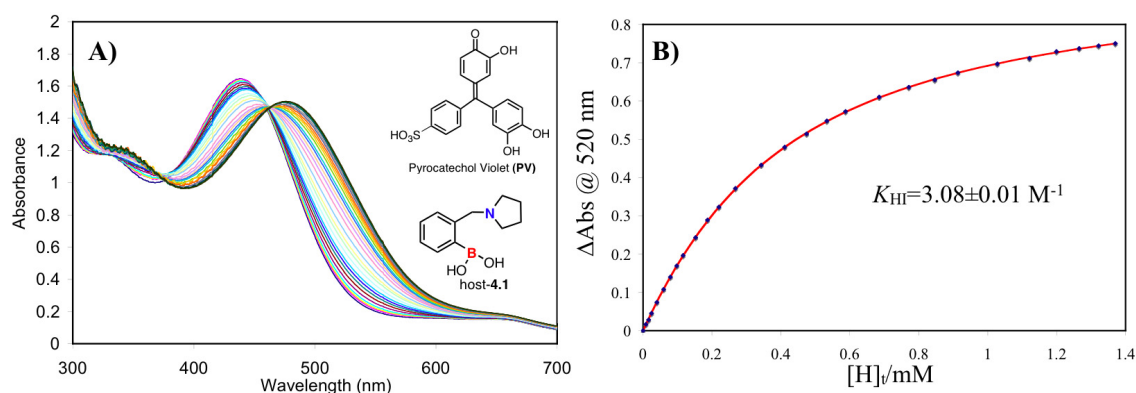 A)
2
1.8
1.6
1.4
1.2
1
0.8
0.6
0.4
0.2
0
Absorbance
300
400
500
600
700
Wavelength (nm)
O
OH
HO₃S
OH
OH
Pyrocatechol Violet (PV)
N
B
HO
OH
host-4.1
B)
0.8
0.7
0.6
0.5
0.4
0.3
0.2
0.1
0
ΔAbs @ 520 nm
K_HI=3.08±0.01 M⁻¹
0
0.2
0.4
0.6
0.8
1
1.2
1.4
[H]ₜ/mM